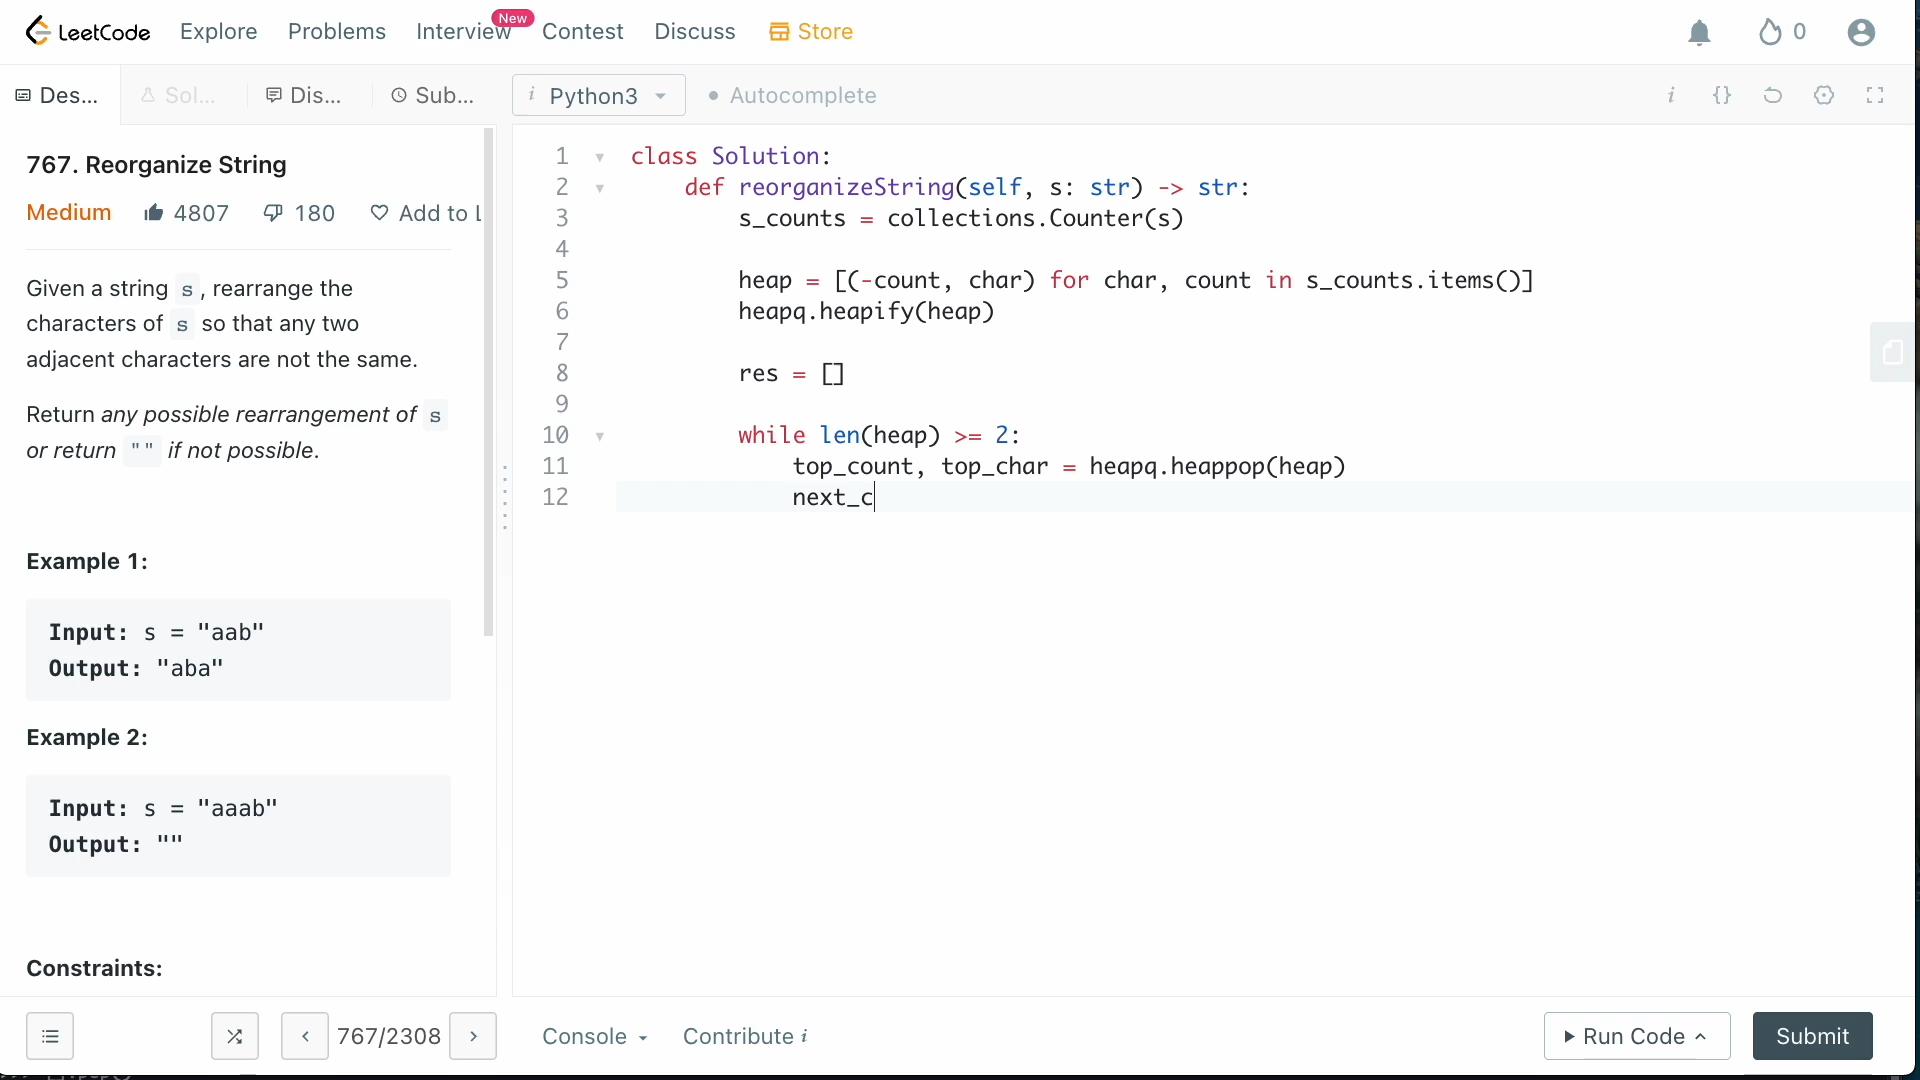 LeetCode Explore Problems Interview New Contest Discuss Store 0
Des... Sol... Dis... Sub... i Python3 Autocomplete i {}
767. Reorganize String
Medium 4807 180 Add to L
Given a string s, rearrange the
characters of s so that any two
adjacent characters are not the same.
Return any possible rearrangement of s
or return "" if not possible.
Example 1:
Input: s = "aab"
Output: "aba"
Example 2:
Input: s = "aaab"
Output: ""
Constraints:
1 class Solution:
2 def reorganizeString(self, s: str) -> str:
3 s_counts = collections.Counter(s)
4
5 heap = [(-count, char) for char, count in s_counts.items()]
6 heapq.heapify(heap)
7
8 res = []
9
10 while len(heap) >= 2:
11 top_count, top_char = heapq.heappop(heap)
12 next_c
767/2308 Console Contribute i Run Code Submit